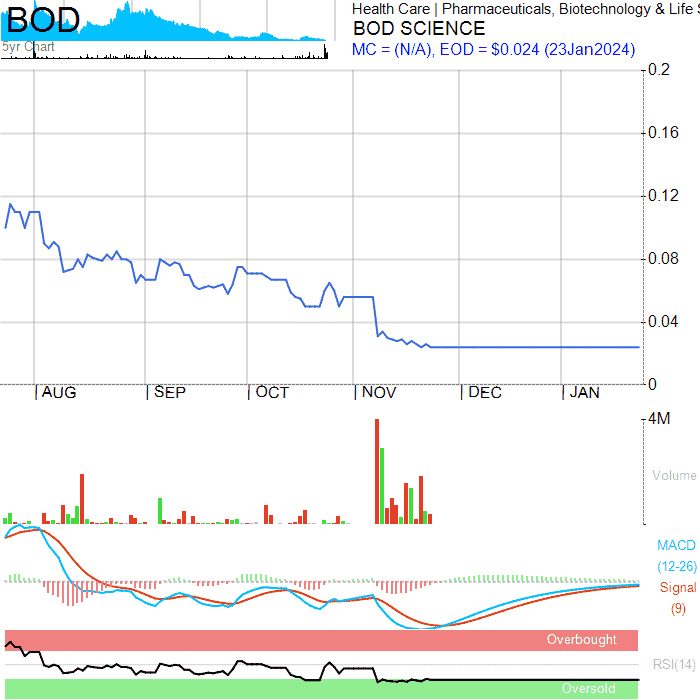 BOD
5yr Chart
Health Care | Pharmaceuticals, Biotechnology & Life S
BOD SCIENCE
MC = (N/A), EOD = $0.024 (23Jan2024)
0.2
0.16
0.12
0.08
0.04
0
AUG SEP OCT NOV DEC JAN
4M
Volume
MACD
(12-26)
Signal
(9)
Overbought
RSI(14)
Oversold